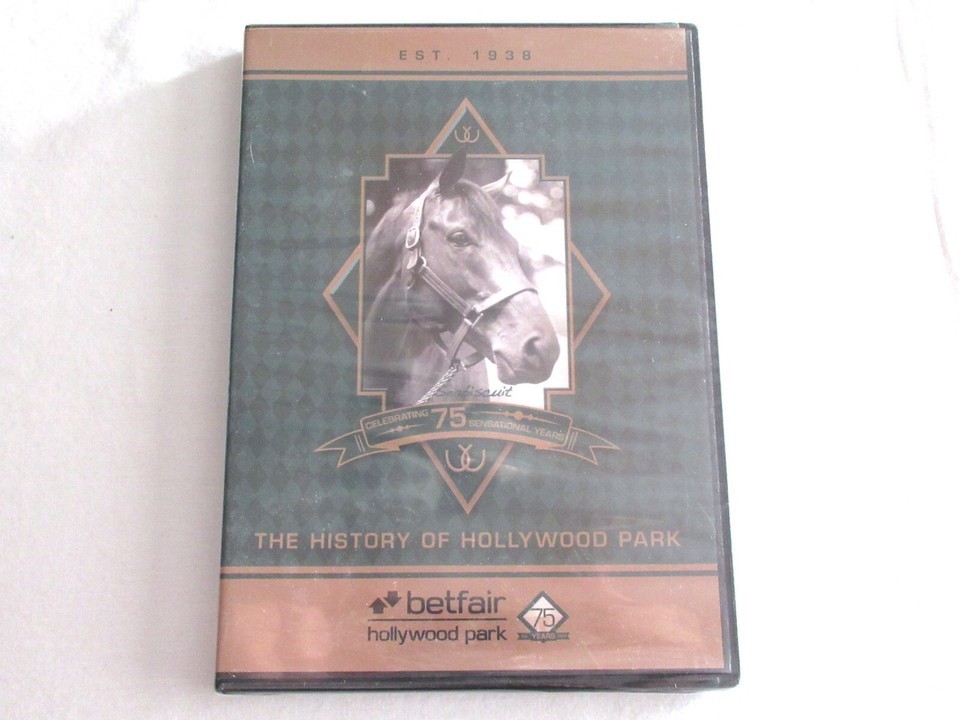 EST. 1938
CELEBRATING 75 SENSATIONAL YEARS
THE HISTORY OF HOLLYWOOD PARK
betfair
hollywood park
75
YEARS